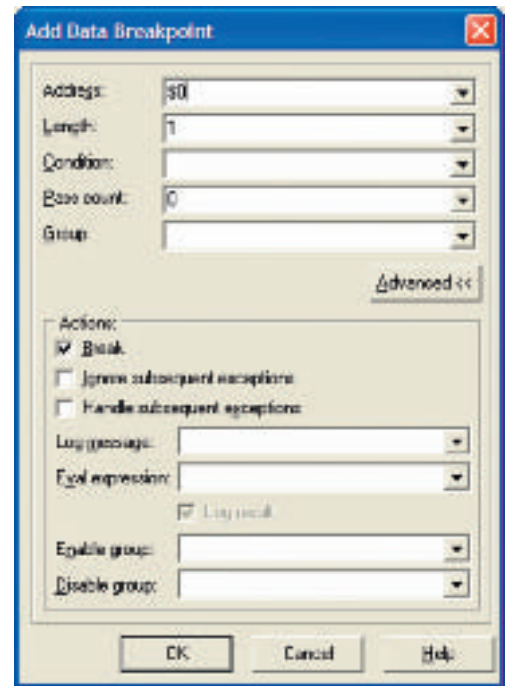 Add Data Breakpoint
Address: $0
Length: 1
Condition:
Pass count: 0
Group:
Advanced <<
Actions:
Break
Ignore subsequent exceptions
Handle subsequent exceptions
Log message:
Eval expression:
Log result
Enable group:
Disable group:
OK Cancel Help